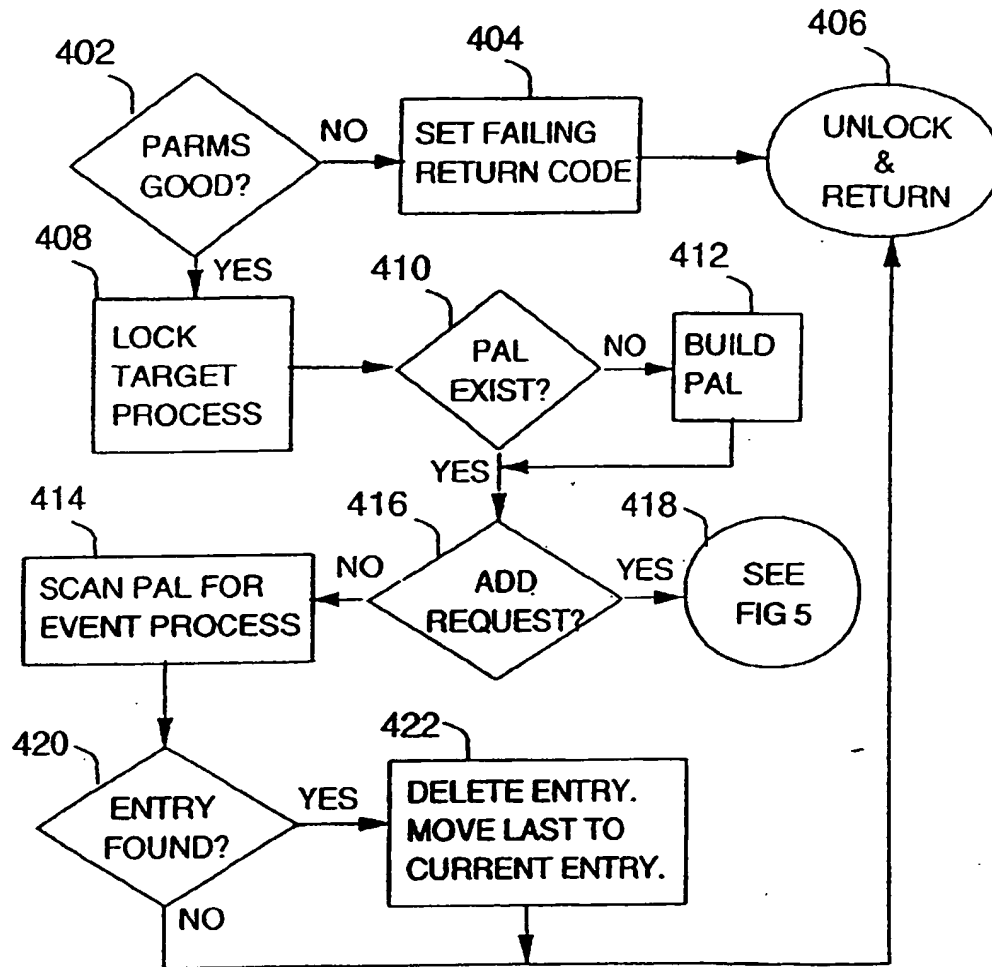 402
PARMS
GOOD?
NO
404
SET FAILING
RETURN CODE
406
UNLOCK
&
RETURN
YES
408
LOCK
TARGET
PROCESS
410
PAL
EXIST?
NO
412
BUILD
PAL
YES
414
SCAN PAL FOR
EVENT PROCESS
NO
416
ADD
REQUEST?
YES
418
SEE
FIG 5
420
ENTRY
FOUND?
YES
422
DELETE ENTRY.
MOVE LAST TO
CURRENT ENTRY.
NO